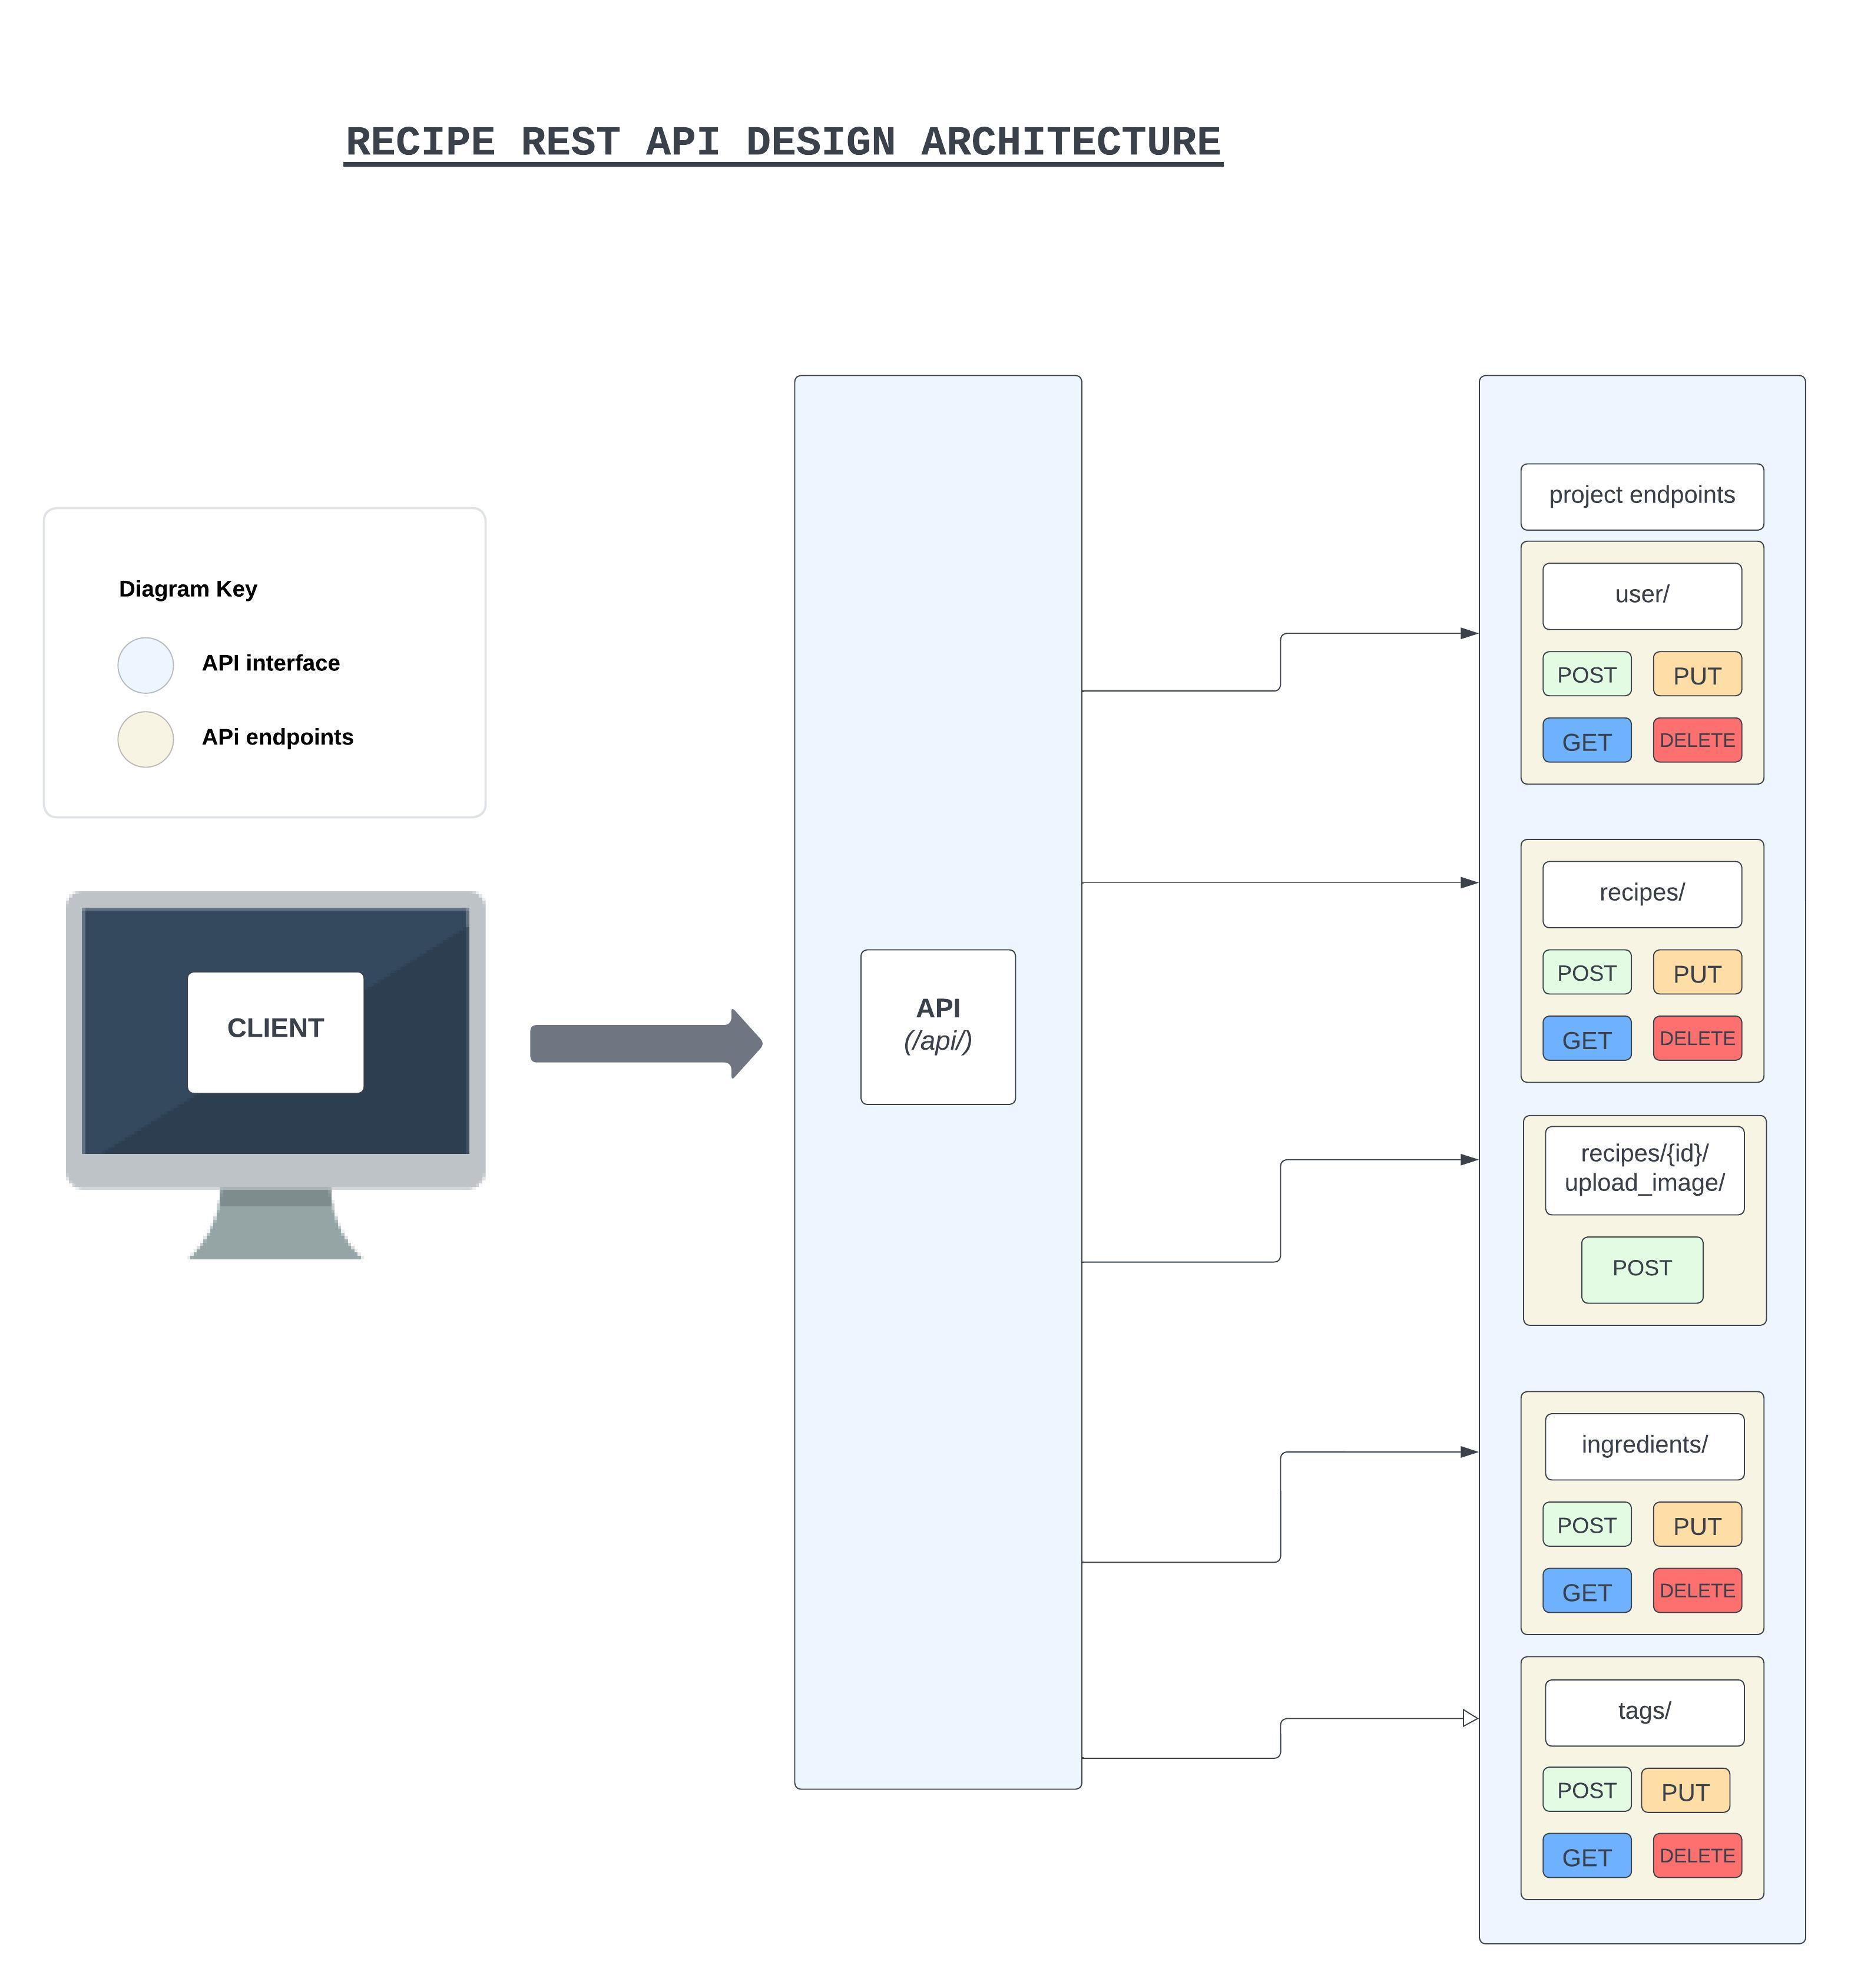 RECIPE REST API DESIGN ARCHITECTURE
Diagram Key
API interface
APi endpoints
CLIENT
API
(/api/)
project endpoints
user/
POST
PUT
GET
DELETE
recipes/
POST
PUT
GET
DELETE
recipes/{id}/
upload_image/
POST
ingredients/
POST
PUT
GET
DELETE
tags/
POST
PUT
GET
DELETE